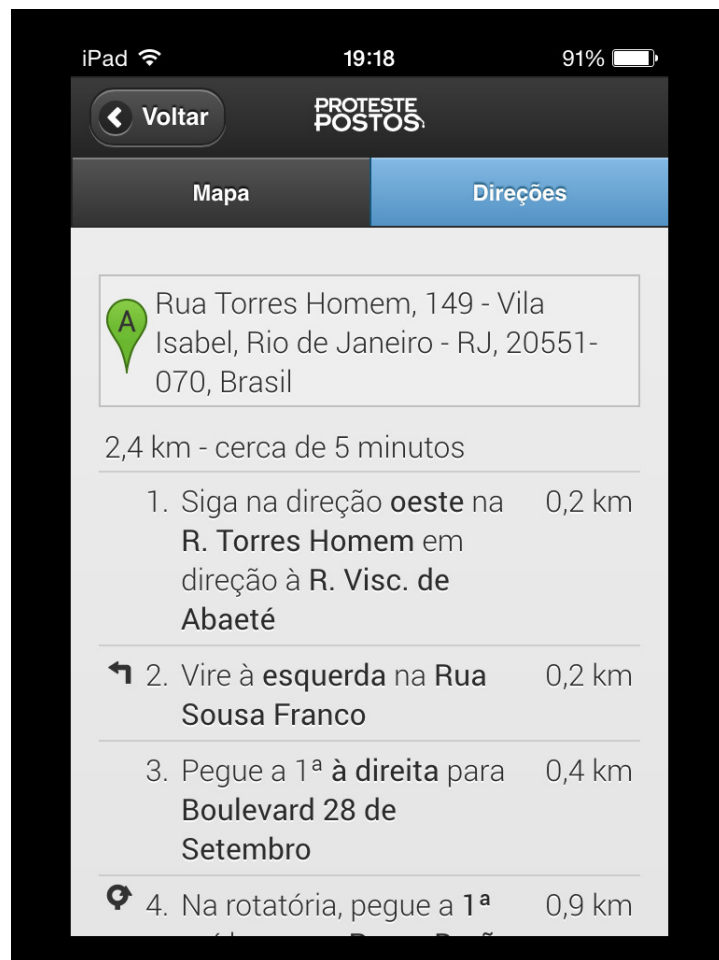 iPad 19:18 91%
Voltar PROTESTE POSTOS
Mapa Direções
A Rua Torres Homem, 149 - Vila
Isabel, Rio de Janeiro - RJ, 20551-
070, Brasil
2,4 km - cerca de 5 minutos
1. Siga na direção oeste na 0,2 km
R. Torres Homem em
direção à R. Visc. de
Abaeté
2. Vire à esquerda na Rua 0,2 km
Sousa Franco
3. Pegue a 1ª à direita para 0,4 km
Boulevard 28 de
Setembro
4. Na rotatória, pegue a 1ª 0,9 km